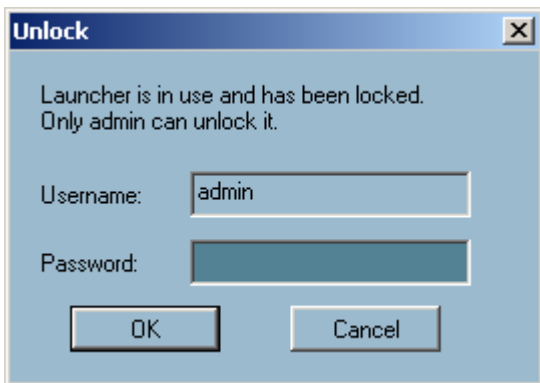 Unlock
Launcher is in use and has been locked.
Only admin can unlock it.
Username: admin
Password:
OK Cancel